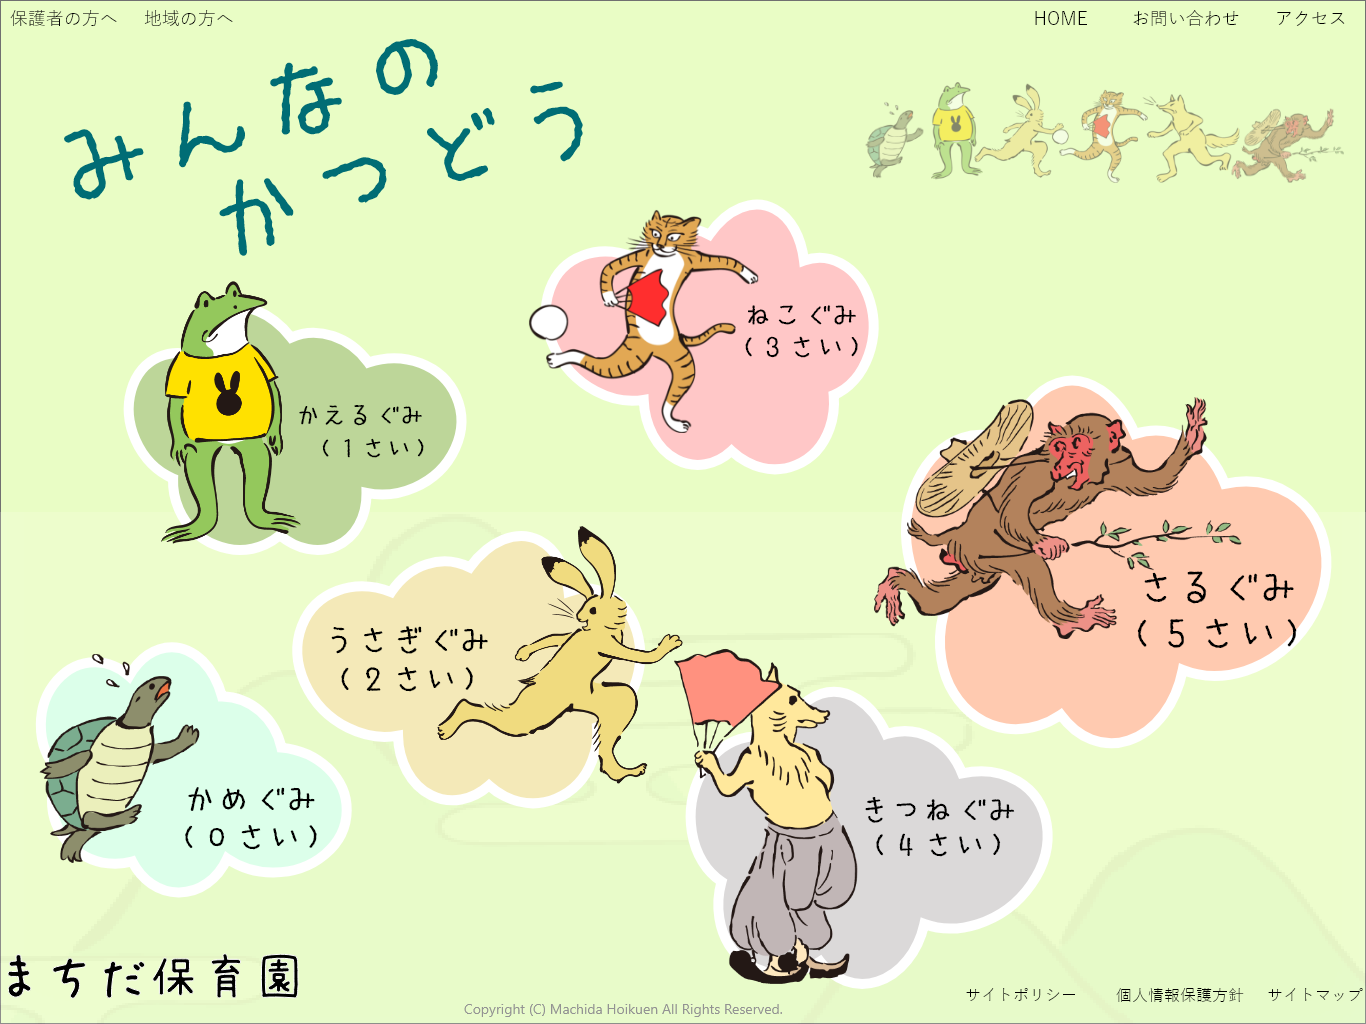 保護者の方へ
地域の方へ
HOME
お問い合わせ
アクセス
みんなの
かつどう
ねこぐみ
(3さい)
かえるぐみ
(1さい)
さるぐみ
(5さい)
うさぎぐみ
(2さい)
かめぐみ
(0さい)
きつねぐみ
(4さい)
まちだ保育園
サイトポリシー
個人情報保護方針
サイトマップ
Copyright (C) Machida Hoikuen All Rights Reserved.